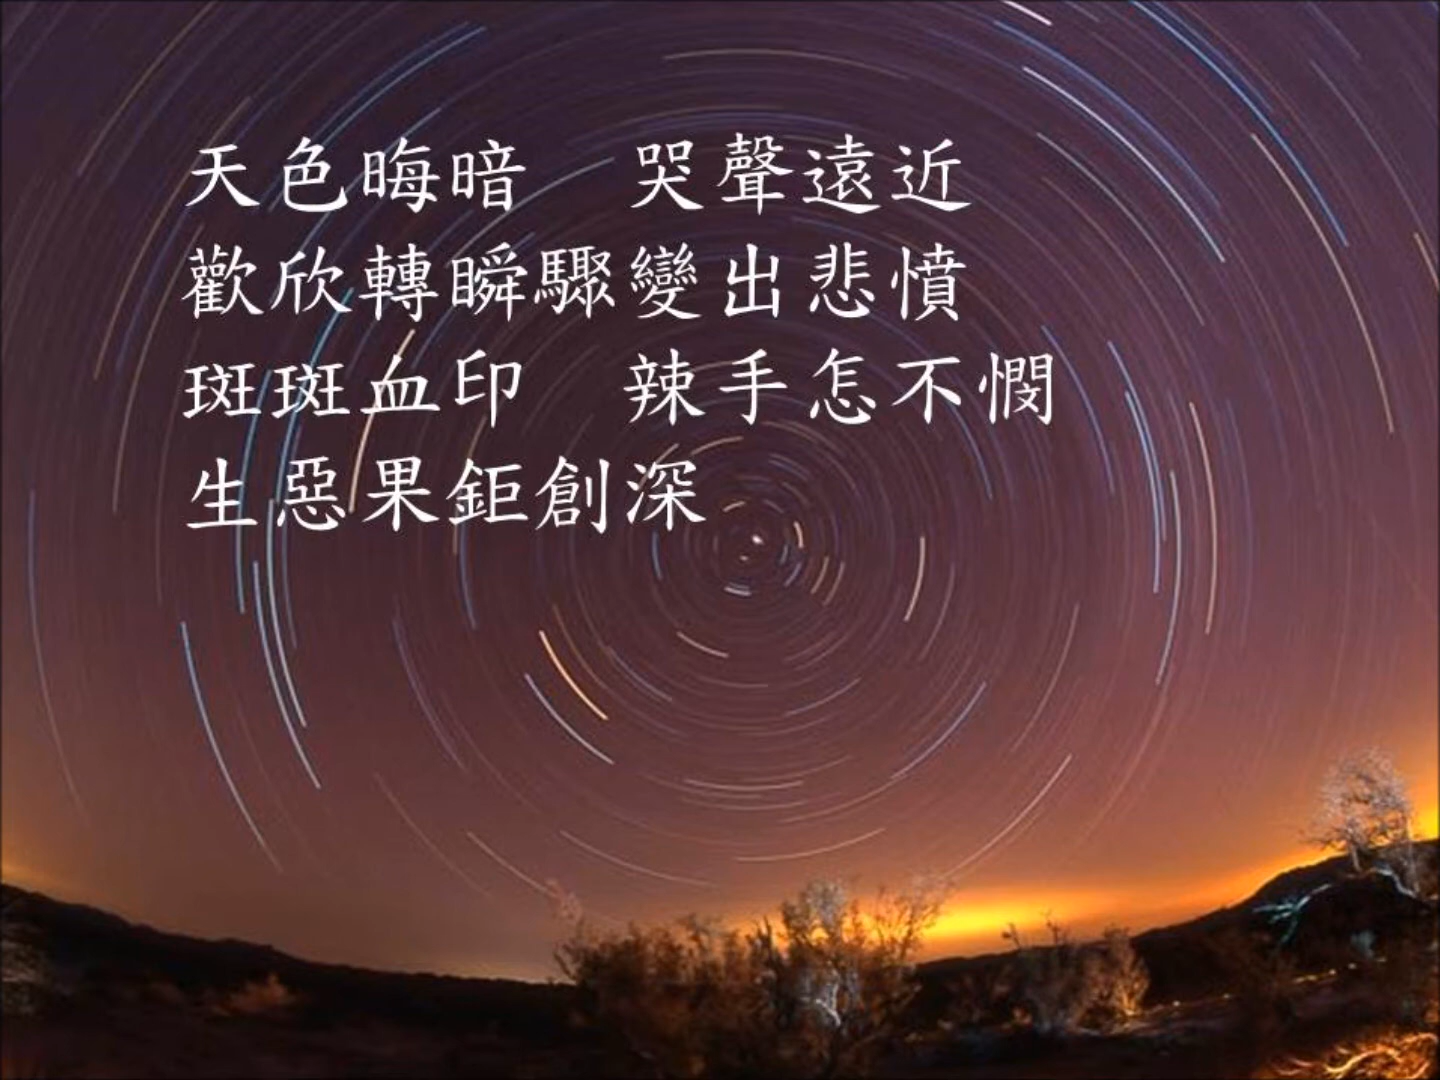 天色晦暗　哭聲遠近
歡欣轉瞬驟變出悲憤
斑斑血印　辣手怎不憫
生惡果鉅創深